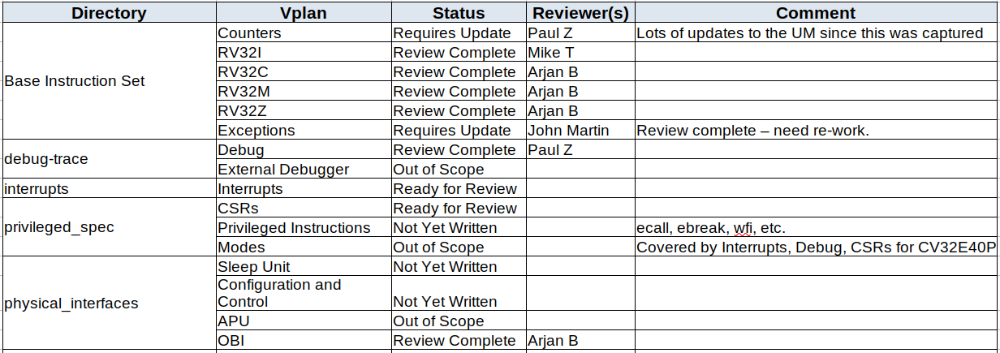 Directory Vplan Status Reviewer(s) Comment
Base Instruction Set
Counters Requires Update Paul Z Lots of updates to the UM since this was captured
RV32I Review Complete Mike T
RV32C Review Complete Arjan B
RV32M Review Complete Arjan B
RV32Z Review Complete Arjan B
Exceptions Requires Update John Martin Review complete – need re-work.
debug-trace
Debug Review Complete Paul Z
External Debugger Out of Scope
interrupts Interrupts Ready for Review
privileged_spec
CSRs Ready for Review
Privileged Instructions Not Yet Written ecall, ebreak, wfi, etc.
Modes Out of Scope Covered by Interrupts, Debug, CSRs for CV32E40P
physical_interfaces
Sleep Unit Not Yet Written
Configuration and
Control Not Yet Written
APU Out of Scope
OBI Review Complete Arjan B